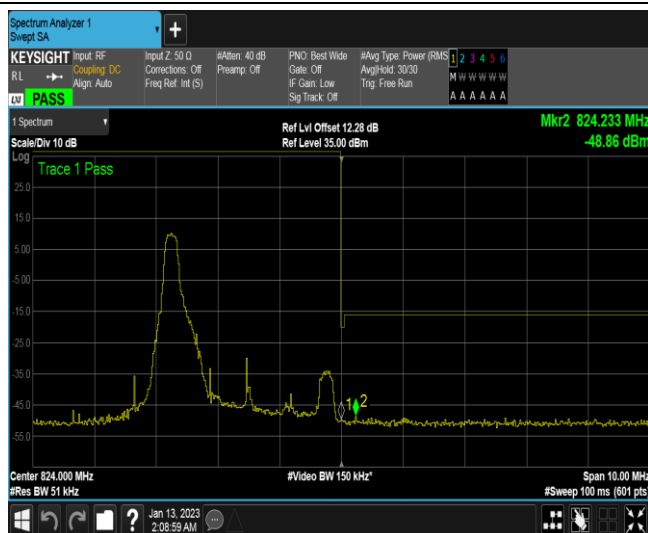 Spectrum Analyzer 1
Swept SA
KEYSIGHT Input: RF Input Z: 50 Ω #Atten: 40 dB PNO: Best Wide #Avg Type: Power (RMS 1 2 3 4 5 6
RL Coupling: DC Corrections: Off Preamp: Off Gate: Off Avg|Hold: 30/30 M W W W W W
Align: Auto Freq Ref: Int (S) IF Gain: Low Trig: Free Run
LXI PASS Sig Track: Off A A A A A A
1 Spectrum Ref Lvl Offset 12.28 dB Mkr2 824.233 MHz
Scale/Div 10 dB Ref Level 35.00 dBm -48.86 dBm
Log
Trace 1 Pass
25.0
15.0
5.00
-5.00
-15.0
-25.0
-35.0
-45.0 1 2
-55.0
Center 824.000 MHz #Video BW 150 kHz* Span 10.00 MHz
#Res BW 51 kHz #Sweep 100 ms (601 pts)
? Jan 13, 2023
2:08:59 AM